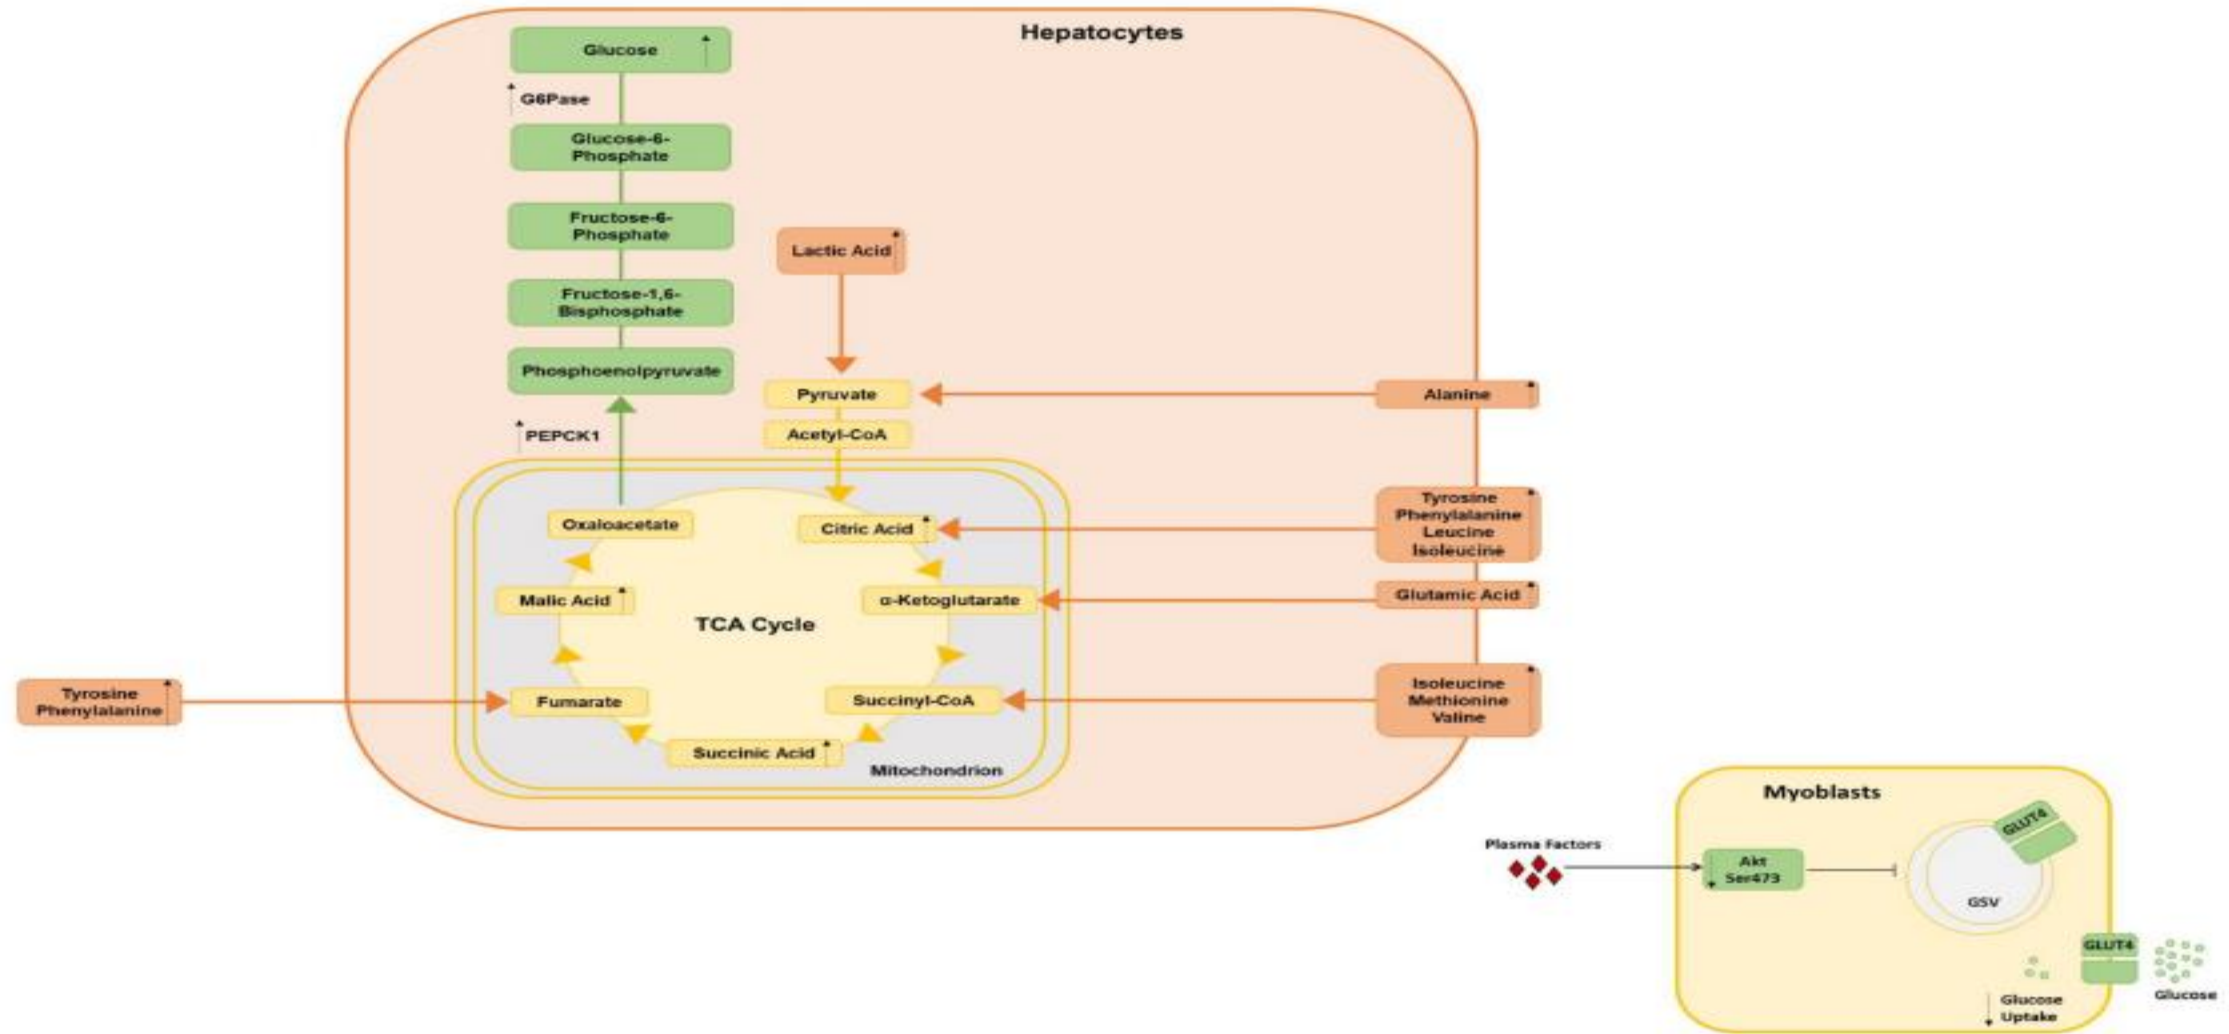 Hepatocytes
Glucose
G6Pase
Glucose-6-
Phosphate
Fructose-6-
Phosphate
Fructose-1,6-
Bisphosphate
Phosphoenolpyruvate
PEPCK1
Lactic Acid
Pyruvate
Acetyl-CoA
Alanine
Oxaloacetate
Citric Acid
Tyrosine
Phenylalanine
Leucine
Isoleucine
Malic Acid
α-Ketoglutarate
Glutamic Acid
TCA Cycle
Tyrosine
Phenylalanine
Fumarate
Succinyl-CoA
Isoleucine
Methionine
Valine
Succinic Acid
Mitochondrion
Myoblasts
Plasma Factors
Akt
Ser473
GLUT4
GSV
GLUT4
Glucose
Uptake
Glucose